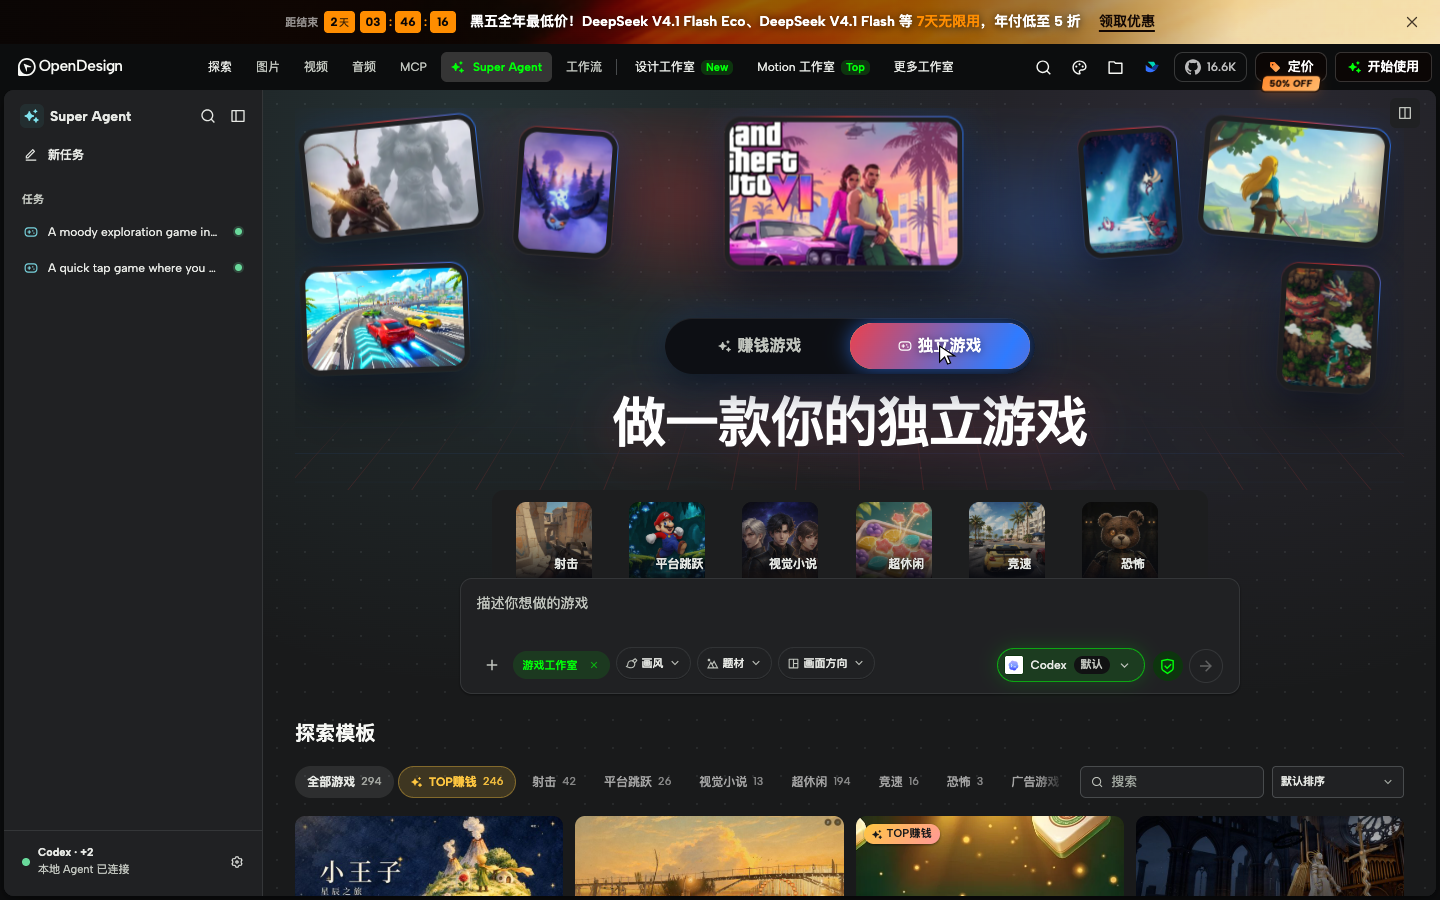 距结束 2天 03 : 46 : 16 黑五全年最低价！DeepSeek V4.1 Flash Eco、DeepSeek V4.1 Flash 等 7天无限用，年付低至 5 折 领取优惠
OpenDesign 探索 图片 视频 音频 MCP Super Agent 工作流 设计工作室 New Motion 工作室 Top 更多工作室 16.6K 定价 开始使用
50% OFF
Super Agent
新任务
任务
A moody exploration game in...
A quick tap game where you ...
Codex · +2
本地 Agent 已连接
and
heft
uto VI
赚钱游戏 独立游戏
做一款你的独立游戏
射击 平台跳跃 视觉小说 超休闲 竞速 恐怖
描述你想做的游戏
游戏工作室 × 画风 题材 画面方向 Codex 默认
探索模板
全部游戏 294 TOP赚钱 246 射击 42 平台跳跃 26 视觉小说 13 超休闲 194 竞速 16 恐怖 3 广告游戏 搜索 默认排序
小王子
星辰之旅
TOP赚钱